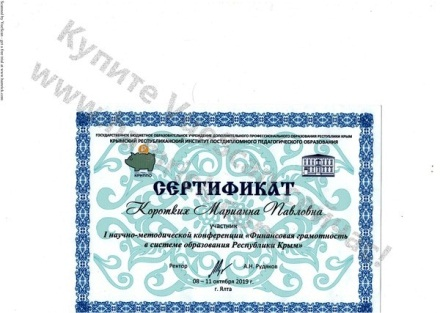 ГОСУДАРСТВЕННОЕ БЮДЖЕТНОЕ ОБРАЗОВАТЕЛЬНОЕ УЧРЕЖДЕНИЕ ДОПОЛНИТЕЛЬНОГО ПРОФЕССИОНАЛЬНОГО ОБРАЗОВАНИЯ РЕСПУБЛИКИ КРЫМ
КРЫМСКИЙ РЕСПУБЛИКАНСКИЙ ИНСТИТУТ ПОСТДИПЛОМНОГО ПЕДАГОГИЧЕСКОГО ОБРАЗОВАНИЯ
КРИППО
СЕРТИФИКАТ
Коротких Марианна Павловна
участник
I научно-методической конференции «Финансовая грамотность
в системе образования Республики Крым»
Ректор А.Н. Рудяков
08 – 11 октября 2019 г.
г. Ялта
Купите